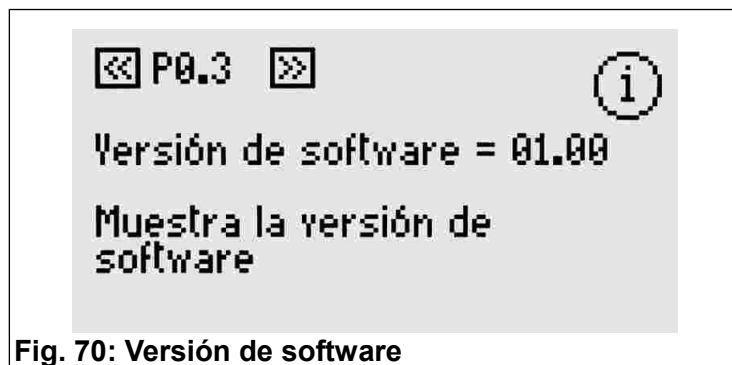 « P0.3 » i
Versión de software = 01.00
Muestra la versión de
software
Fig. 70: Versión de software